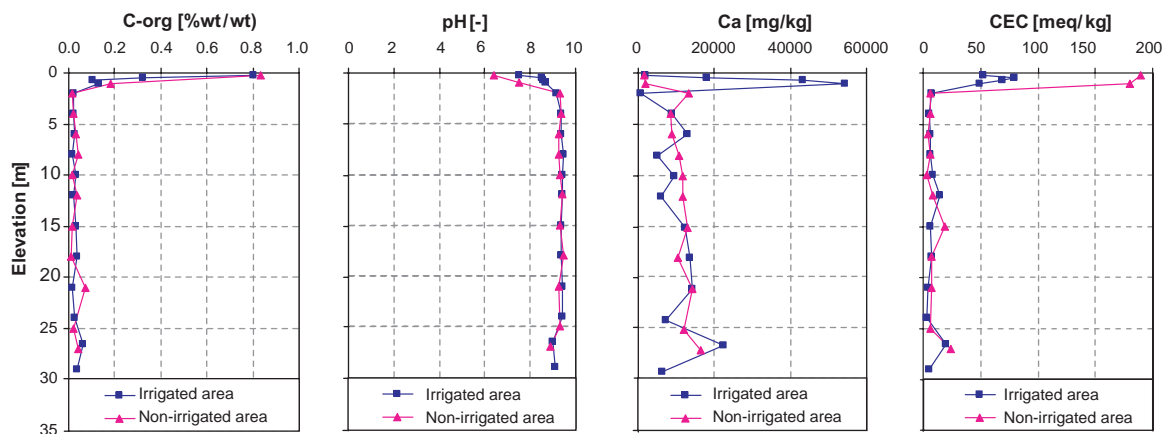 C-org [%wt/wt]
0.0 0.2 0.4 0.6 0.8 1.0
pH [-]
0 2 4 6 8 10
Ca [mg/kg]
0 20000 40000 60000
CEC [meq/kg]
0 50 100 150 200
Elevation [m]
0
5
10
15
20
25
30
35
Irrigated area
Non-irrigated area
Irrigated area
Non-irrigated area
Irrigated area
Non-irrigated area
Irrigated area
Non-irrigated area